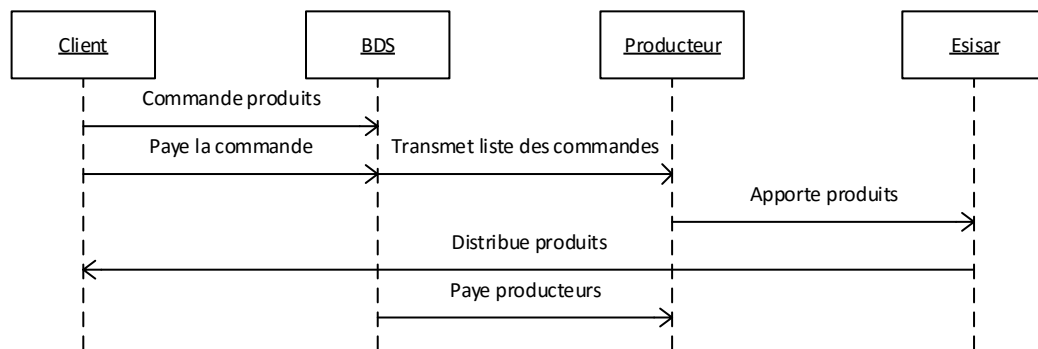 Client
BDS
Producteur
Esisar
Commande produits
Paye la commande
Transmet liste des commandes
Apporte produits
Distribue produits
Paye producteurs